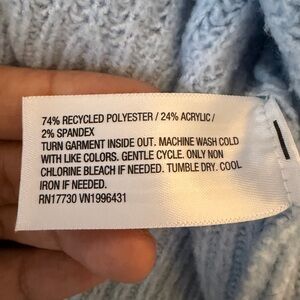 74% RECYCLED POLYESTER / 24% ACRYLIC /
2% SPANDEX
TURN GARMENT INSIDE OUT. MACHINE WASH COLD
WITH LIKE COLORS. GENTLE CYCLE. ONLY NON
CHLORINE BLEACH IF NEEDED. TUMBLE DRY. COOL
IRON IF NEEDED.
RN17730 VN1996431